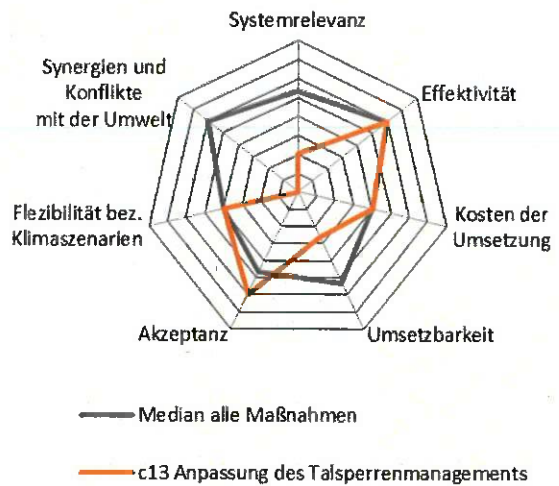 Systemrelevanz
Synergien und
Konflikte
mit der Umwelt
Effektivität
Flezibilität bez.
Klimaszenarien
Kosten der
Umsetzung
Akzeptanz
Umsetzbarkeit
Median alle Maßnahmen
c13 Anpassung des Talsperrenmanagements